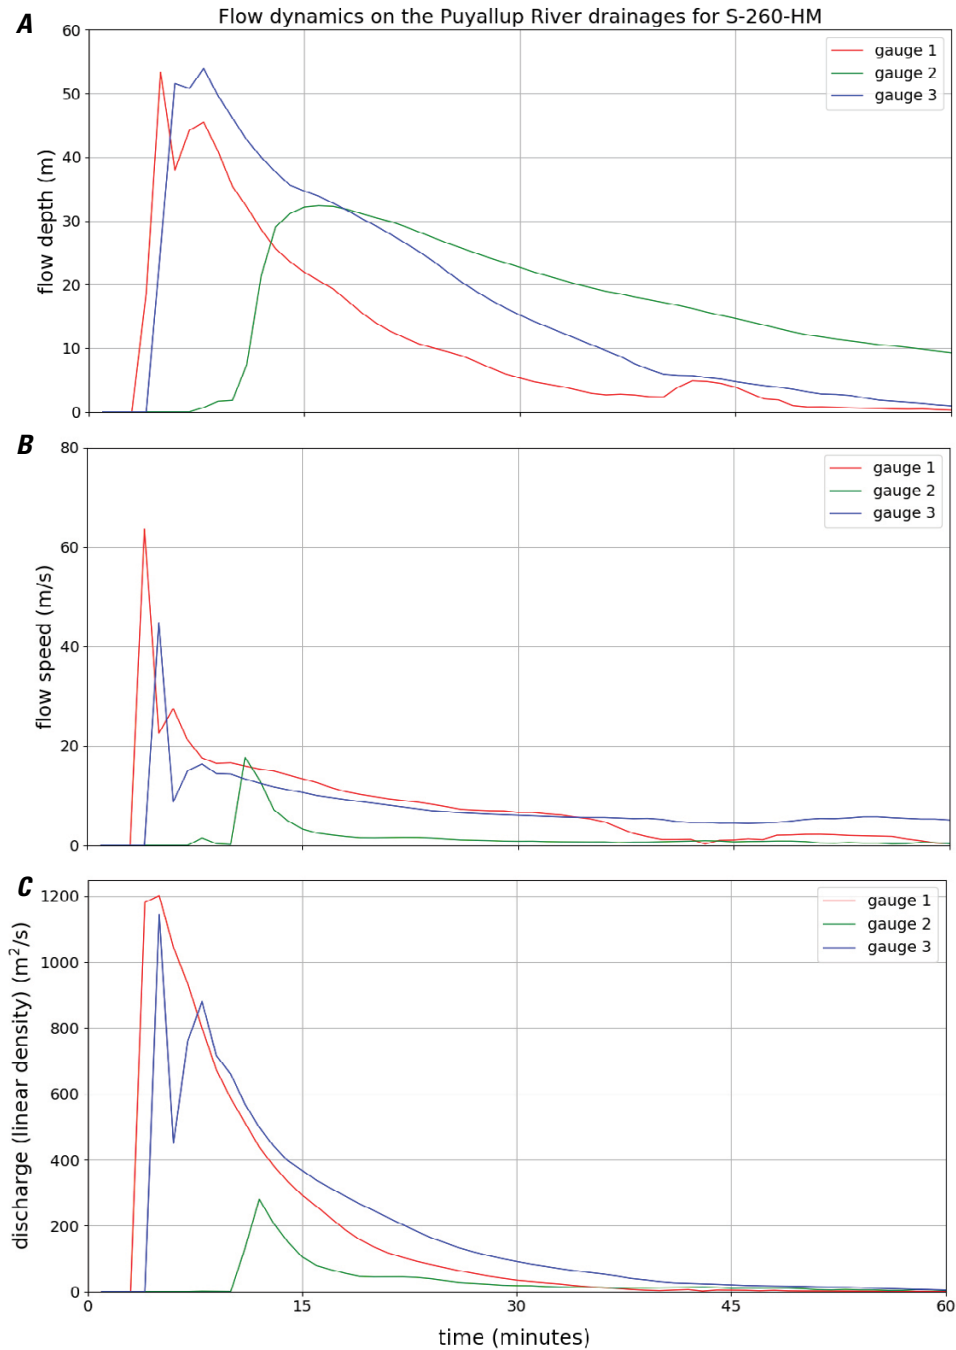 A
Flow dynamics on the Puyallup River drainages for S-260-HM
60
50
40
30
20
10
0
flow depth (m)
gauge 1
gauge 2
gauge 3
B
80
60
40
20
0
flow speed (m/s)
gauge 1
gauge 2
gauge 3
C
1200
1000
800
600
400
200
0
discharge (linear density) (m²/s)
gauge 1
gauge 2
gauge 3
0 15 30 45 60
time (minutes)